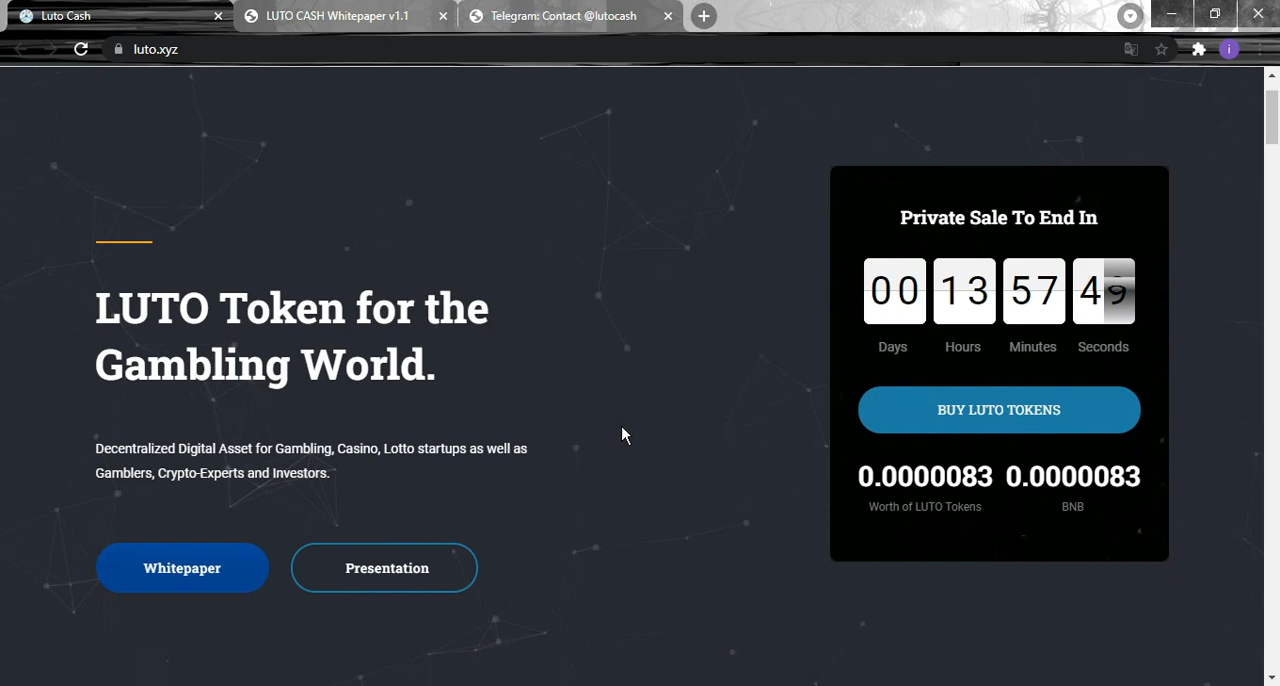 Luto Cash
LUTO CASH Whitepaper v1.1
Telegram: Contact @lutocash
luto.xyz
i
LUTO Token for the
Gambling World.
Decentralized Digital Asset for Gambling, Casino, Lotto startups as well as
Gamblers, Crypto-Experts and Investors.
Whitepaper
Presentation
Private Sale To End In
00 13 57 49
Days Hours Minutes Seconds
BUY LUTO TOKENS
0.0000083 0.0000083
Worth of LUTO Tokens BNB